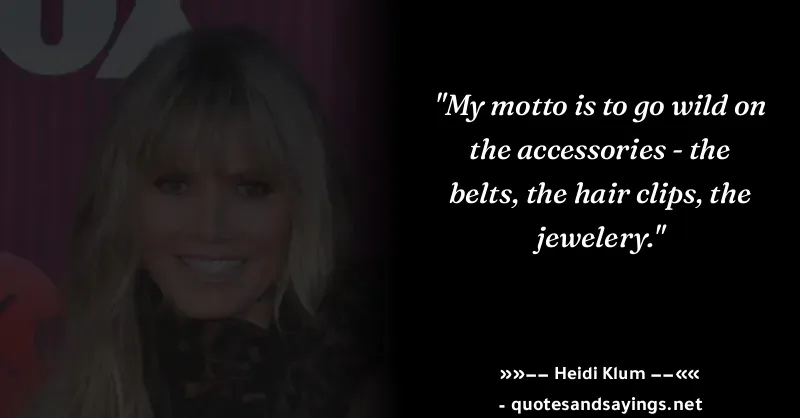 OX
"My motto is to go wild on
the accessories - the
belts, the hair clips, the
jewelery."
»»—— Heidi Klum ——««
- quotesandsayings.net